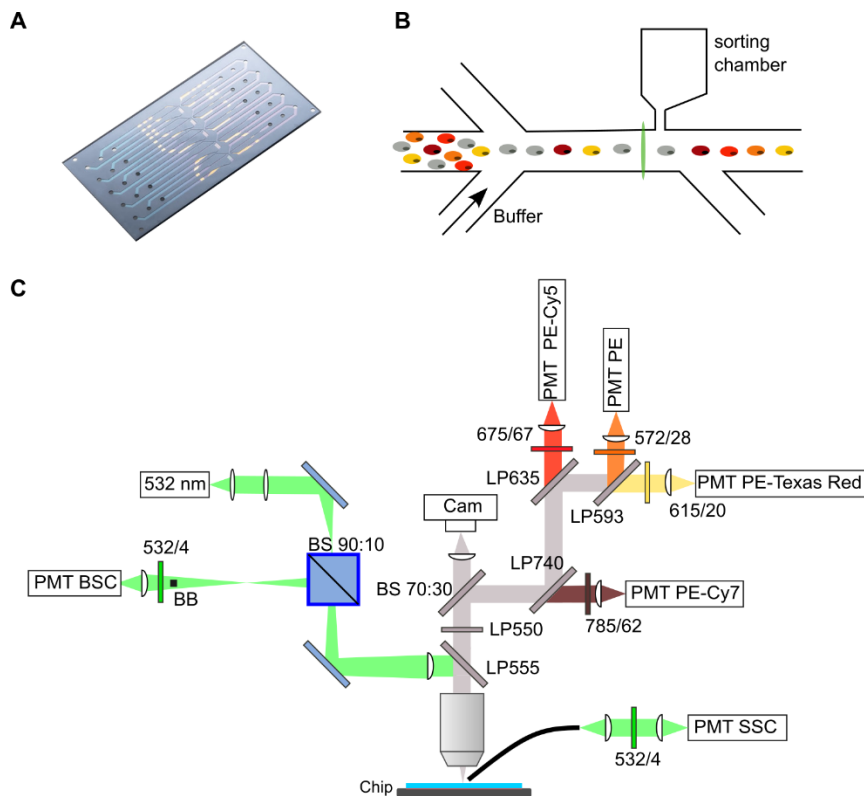 A
B
sorting
chamber
Buffer
C
PMT PE-Cy5
PMT PE
675/67
572/28
LP635
PMT PE-Texas Red
532 nm
Cam
LP593
615/20
BS 90:10
532/4
LP740
PMT BSC
BS 70:30
PMT PE-Cy7
BB
LP550
785/62
LP555
PMT SSC
532/4
Chip